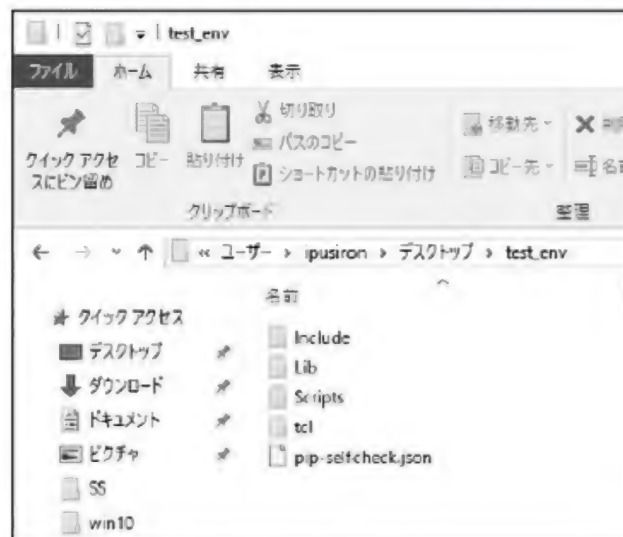 test_env
ファイル ホーム 共有 表示
切り取り
パスのコピー
ショートカットの貼り付け
クイック アクセスにピン留め
コピー
貼り付け
移動先
コピー先
名前
クリップボード
整理
« ユーザー › ipusiron › デスクトップ › test_env
名前
クイック アクセス
デスクトップ
ダウンロード
ドキュメント
ピクチャ
SS
win10
Include
Lib
Scripts
tcl
pip-selfcheck.json